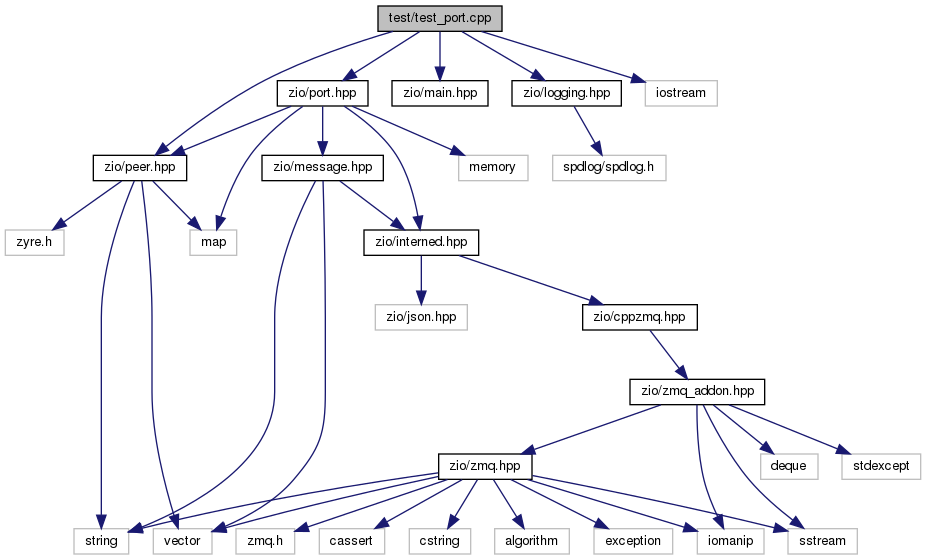 test/test_port.cpp
zio/port.hpp
zio/main.hpp
zio/logging.hpp
iostream
zio/peer.hpp
zio/message.hpp
memory
spdlog/spdlog.h
zyre.h
map
zio/interned.hpp
zio/json.hpp
zio/cppzmq.hpp
zio/zmq_addon.hpp
zio/zmq.hpp
deque
stdexcept
string
vector
zmq.h
cassert
cstring
algorithm
exception
iomanip
sstream